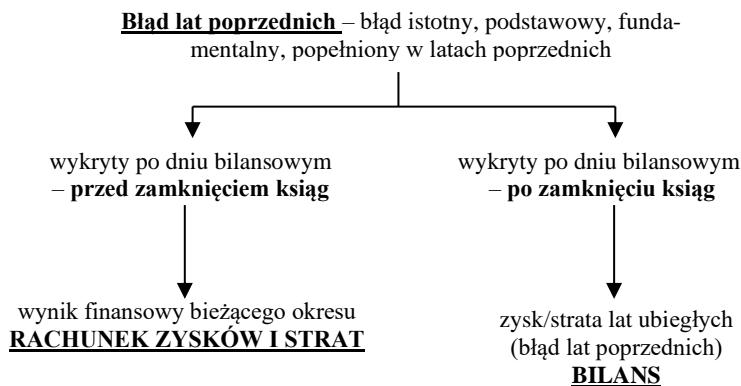 Błąd lat poprzednich – błąd istotny, podstawowy, funda-
mentalny, popełniony w latach poprzednich
wykryty po dniu bilansowym
– przed zamknięciem ksiąg
wykryty po dniu bilansowym
– po zamknięciu ksiąg
wynik finansowy bieżącego okresu
RACHUNEK ZYSKÓW I STRAT
zysk/strata lat ubiegłych
(błąd lat poprzednich)
BILANS